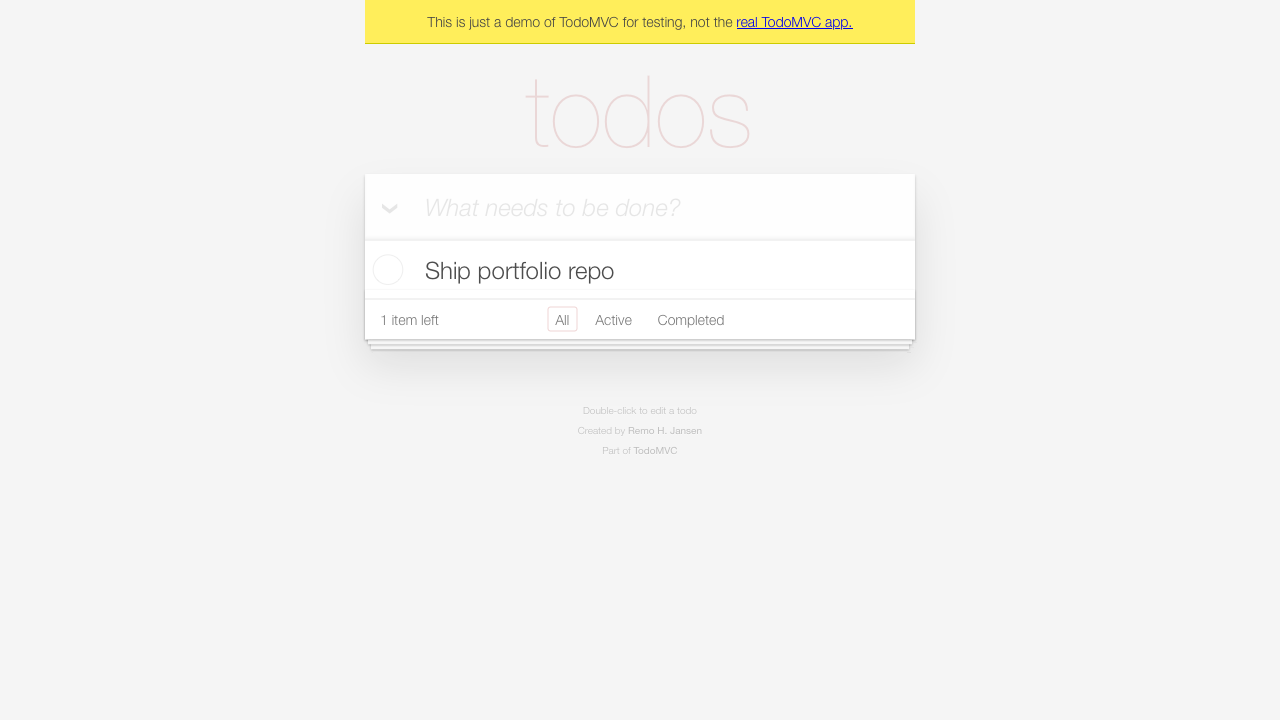 This is just a demo of TodoMVC for testing, not the real TodoMVC app.
todos
What needs to be done?
Ship portfolio repo
1 item left All Active Completed
Double-click to edit a todo
Created by Remo H. Jansen
Part of TodoMVC